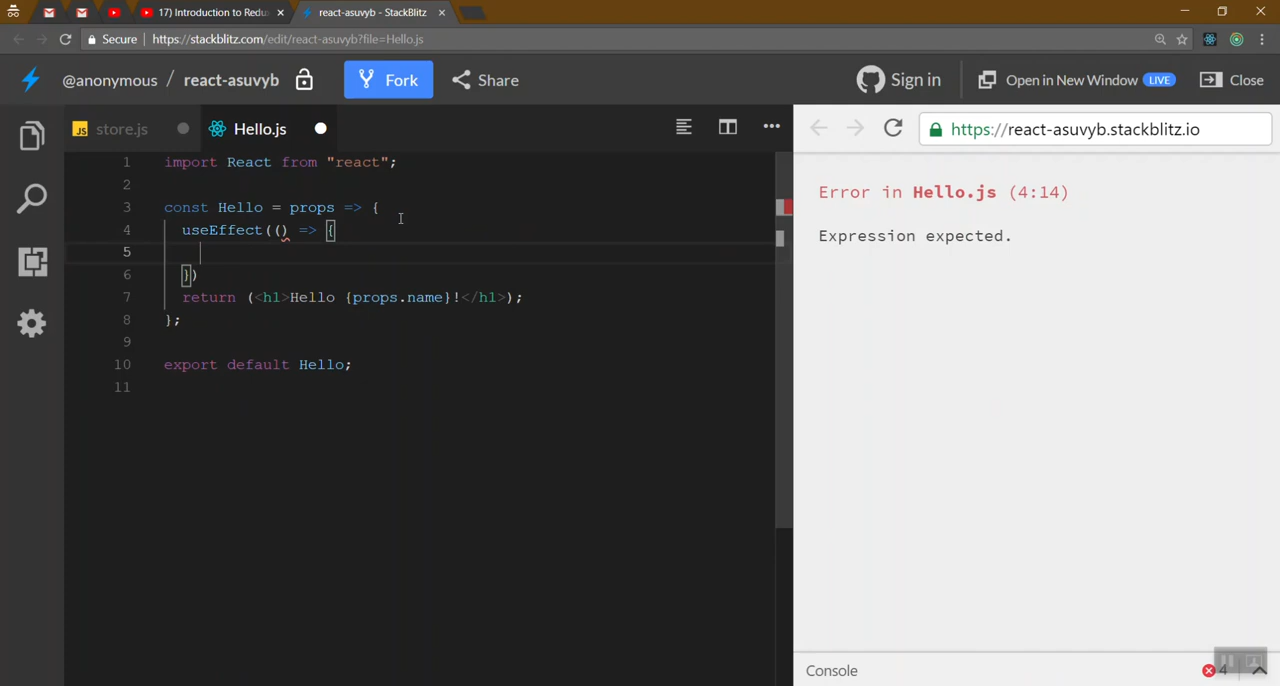 17) Introduction to Redu
react-asuvyb - StackBlitz
Secure
https://stackblitz.com/edit/react-asuvyb?file=Hello.js
@anonymous / react-asuvyb
Fork
Share
Sign in
Open in New Window LIVE
Close
JS store.js
Hello.js
https://react-asuvyb.stackblitz.io
1 import React from "react";
2
3 const Hello = props => {
4 useEffect(() => {
5
6 })
7 return (<h1>Hello {props.name}!</h1>);
8 };
9
10 export default Hello;
11
Error in Hello.js (4:14)
Expression expected.
Console
4